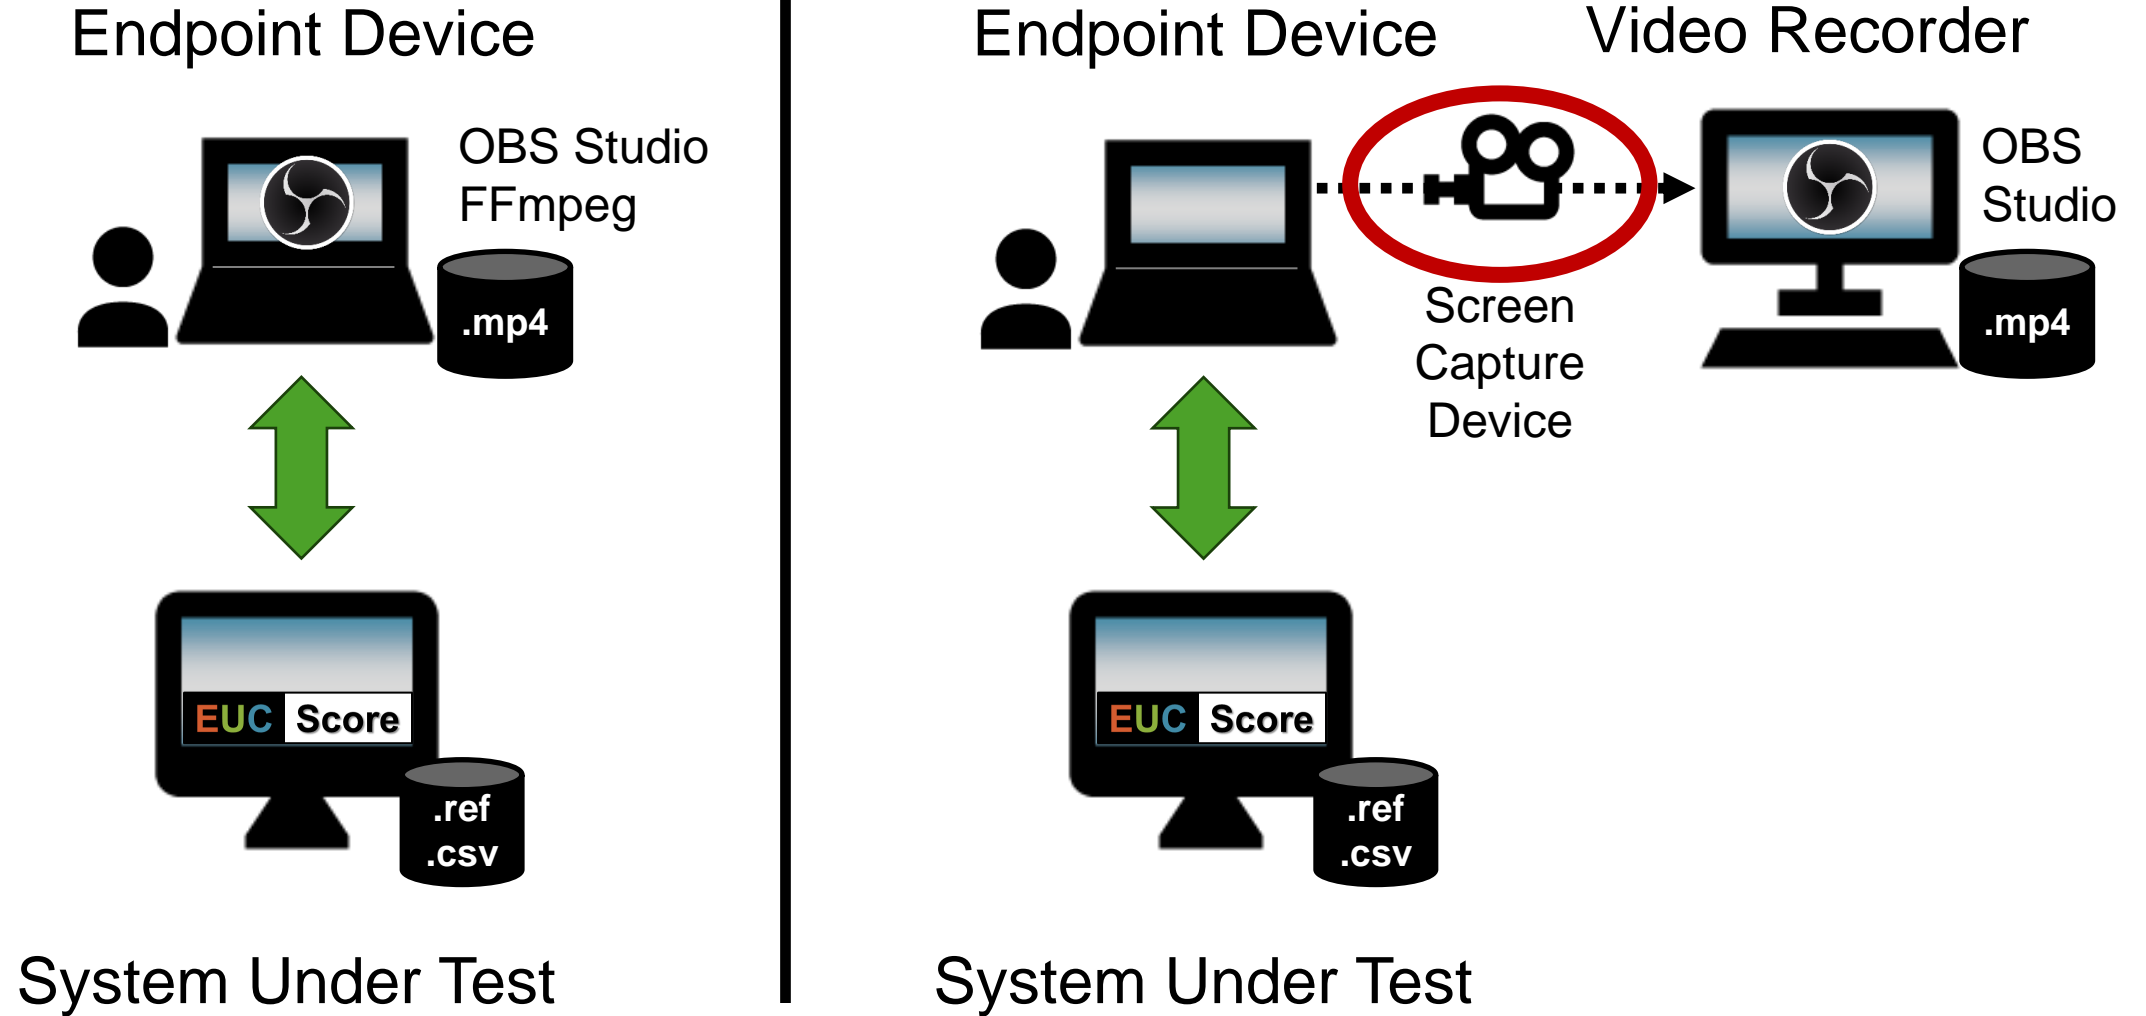 Endpoint Device
OBS Studio
FFmpeg
.mp4
EUC Score
.ref
.csv
System Under Test
Endpoint Device
Video Recorder
OBS
Studio
.mp4
Screen
Capture
Device
EUC Score
.ref
.csv
System Under Test